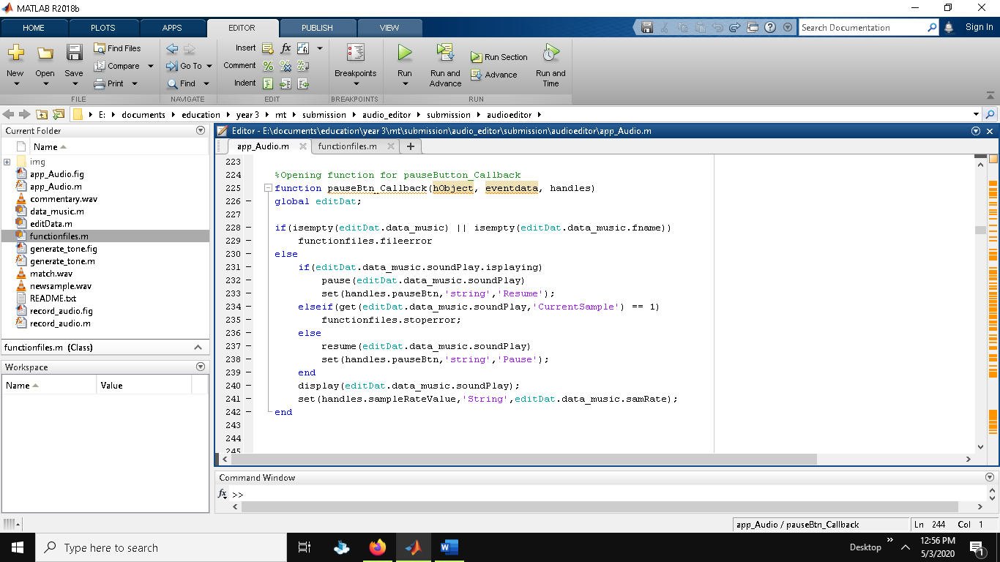 MATLAB R2018b
HOME PLOTS APPS EDITOR PUBLISH VIEW Search Documentation Sign In
New Open Save Find Files Compare Print
FILE
Go To Find
NAVIGATE
Insert fx
Comment
Indent
EDIT
Breakpoints
BREAKPOINTS
Run Run and Advance Run Section Advance Run and Time
RUN
E: documents education year 3 mt submission audio_editor submission audioeditor
Current Folder
Name
img
app_Audio.fig
app_Audio.m
commentary.wav
data_music.m
editData.m
functionfiles.m
generate_tone.fig
generate_tone.m
match.wav
newsample.wav
README.txt
record_audio.fig
record_audio.m
functionfiles.m (Class)
Workspace
Name Value
Editor - E:\documents\education\year 3\mt\submission\audio_editor\submission\audioeditor\app_Audio.m
app_Audio.m functionfiles.m
223
224 %Opening function for pauseButton_Callback
225 function pauseBtn_Callback(hObject, eventdata, handles)
226 – global editDat;
227
228 – if(isempty(editDat.data_music) || isempty(editDat.data_music.fname))
229 – functionfiles.fileerror
230 – else
231 – if(editDat.data_music.soundPlay.isplaying)
232 – pause(editDat.data_music.soundPlay)
233 – set(handles.pauseBtn,'string','Resume');
234 – elseif(get(editDat.data_music.soundPlay,'CurrentSample') == 1)
235 – functionfiles.stoperror;
236 – else
237 – resume(editDat.data_music.soundPlay)
238 – set(handles.pauseBtn,'string','Pause');
239 – end
240 – display(editDat.data_music.soundPlay);
241 – set(handles.sampleRateValue,'String',editDat.data_music.samRate);
242 – end
243
244
245
Command Window
fx >>
app_Audio / pauseBtn_Callback Ln 244 Col 1
Type here to search
Desktop
12:56 PM
5/3/2020
1